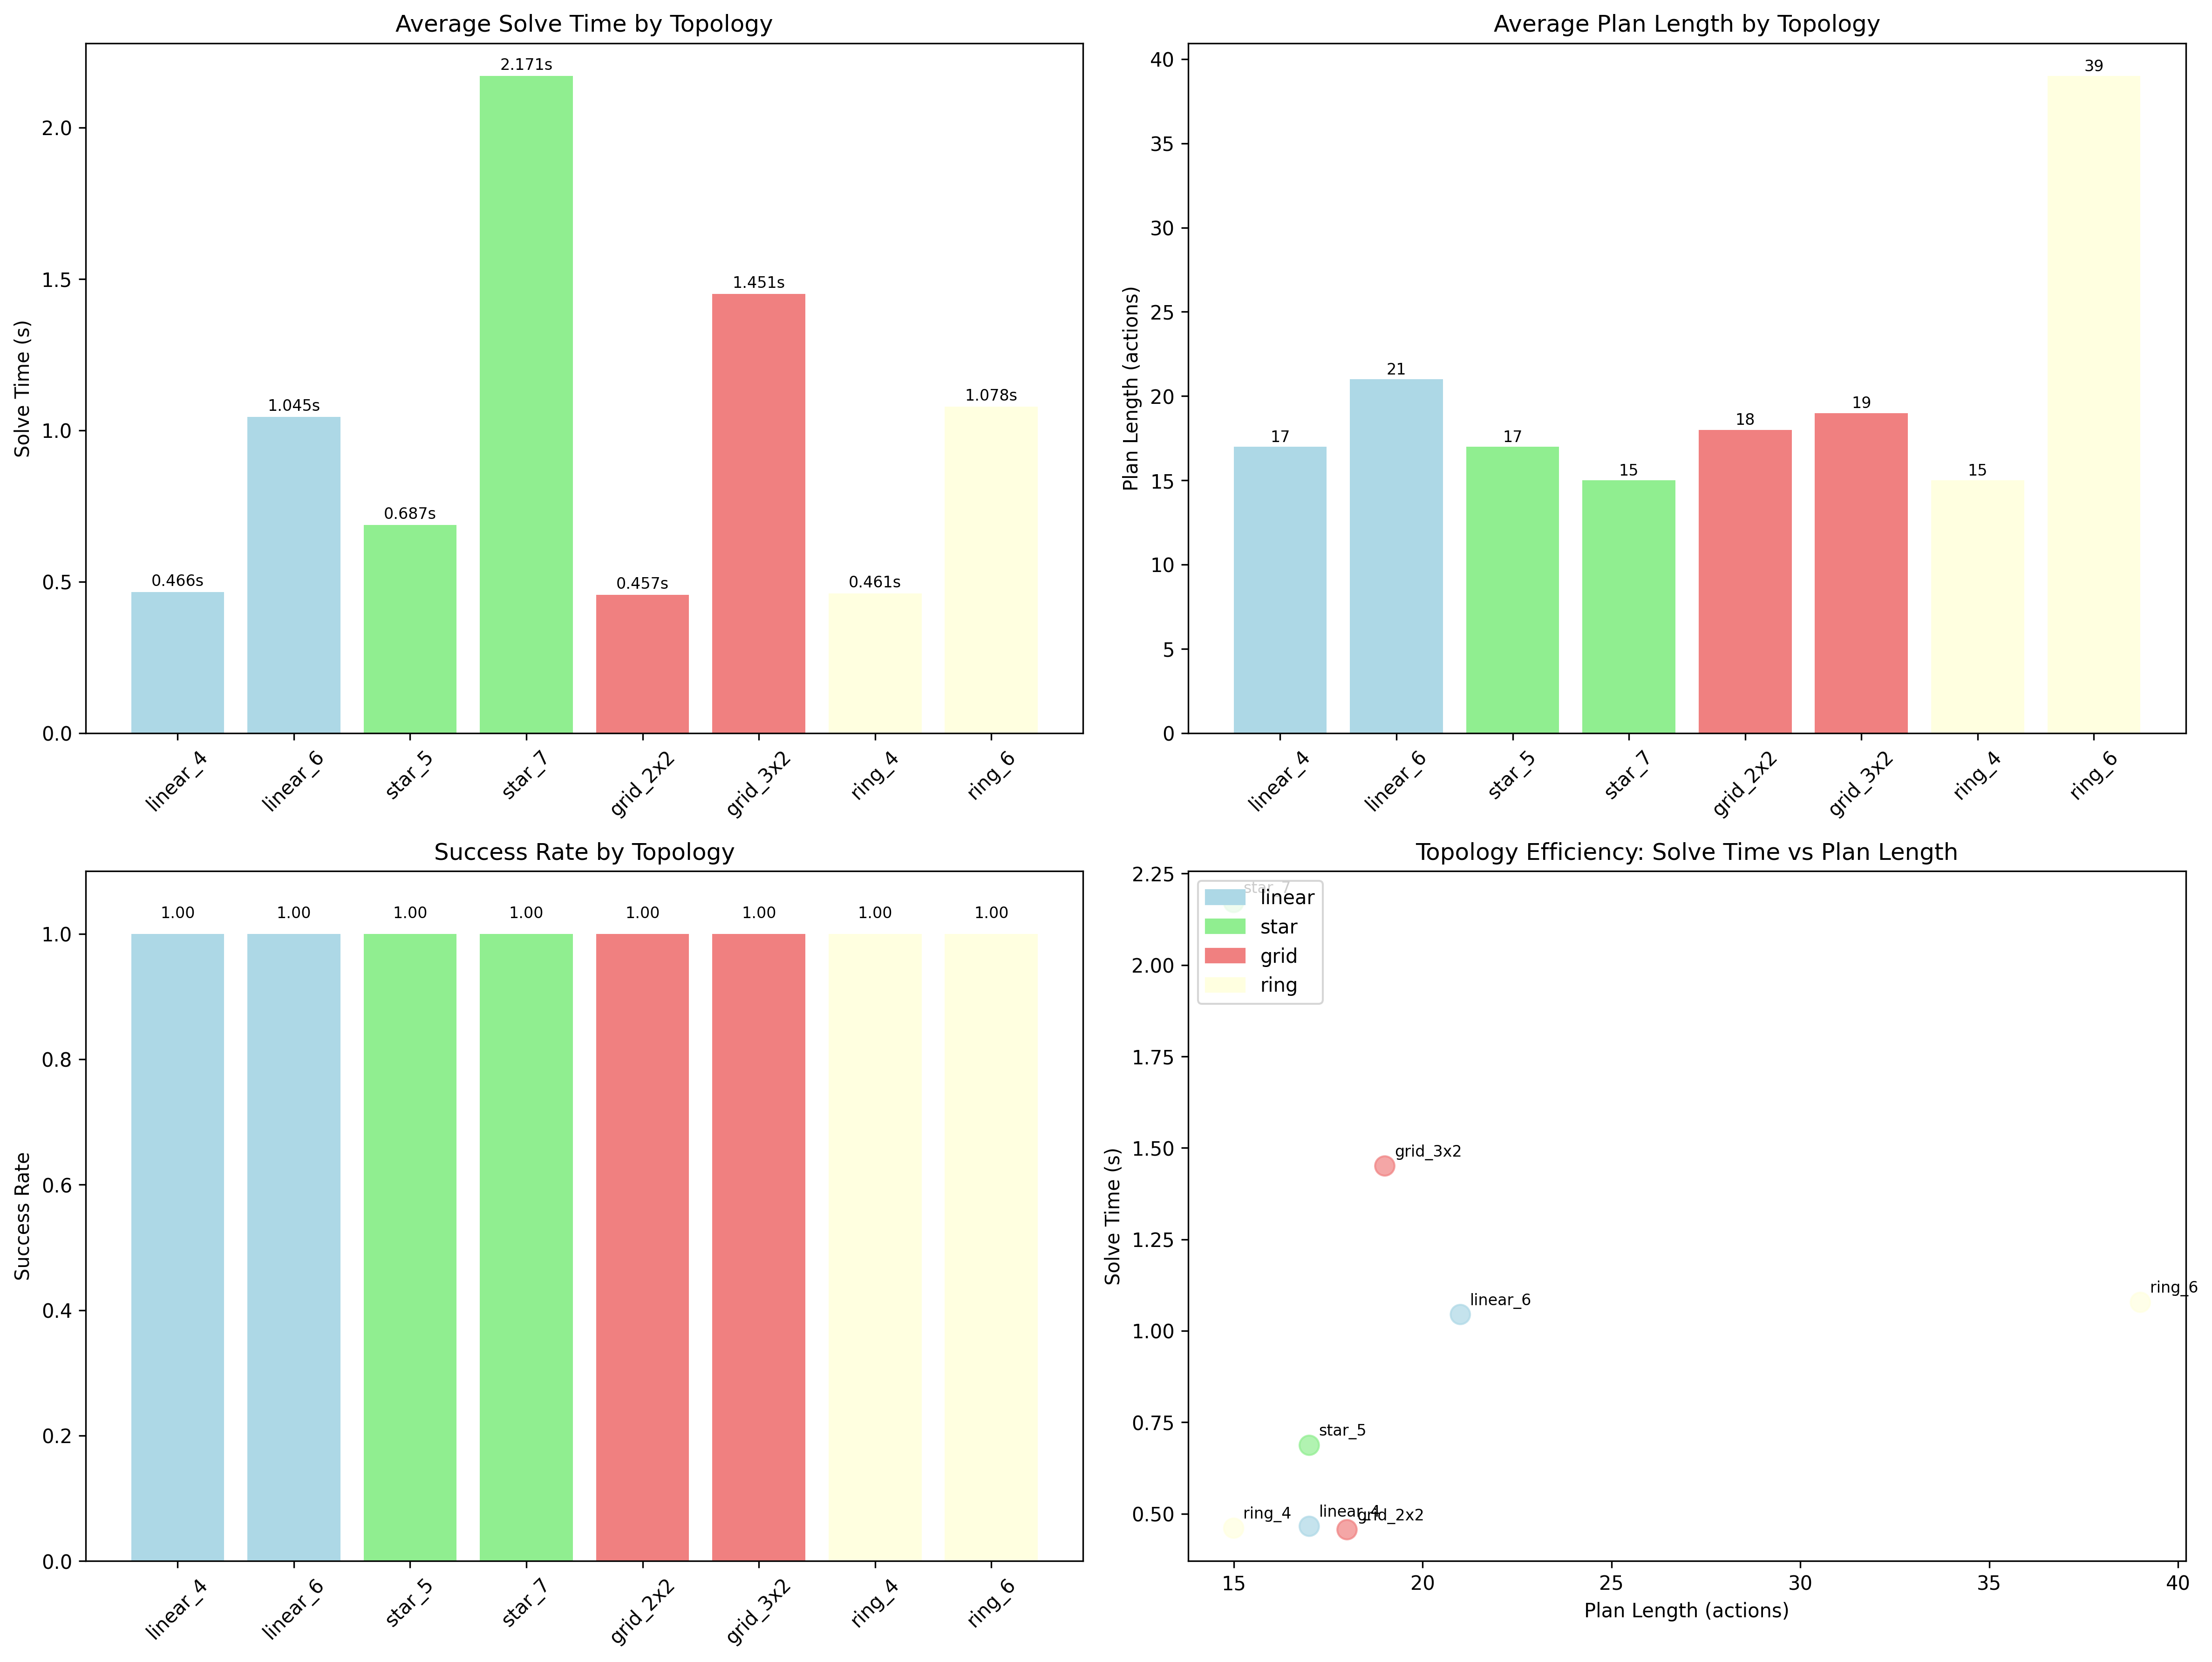 Average Solve Time by Topology
Solve Time (s)
2.0
1.5
1.0
0.5
0.0
0.466s
1.045s
0.687s
2.171s
0.457s
1.451s
0.461s
1.078s
linear_4
linear_6
star_5
star_7
grid_2x2
grid_3x2
ring_4
ring_6
Average Plan Length by Topology
Plan Length (actions)
40
35
30
25
20
15
10
5
0
17
21
17
15
18
19
15
39
linear_4
linear_6
star_5
star_7
grid_2x2
grid_3x2
ring_4
ring_6
Success Rate by Topology
Success Rate
1.0
0.8
0.6
0.4
0.2
0.0
1.00
1.00
1.00
1.00
1.00
1.00
1.00
1.00
linear_4
linear_6
star_5
star_7
grid_2x2
grid_3x2
ring_4
ring_6
Topology Efficiency: Solve Time vs Plan Length
Solve Time (s)
2.25
2.00
1.75
1.50
1.25
1.00
0.75
0.50
star_7
linear
star
grid
ring
grid_3x2
linear_6
ring_6
star_5
ring_4
linear_4
grid_2x2
15
20
25
30
35
40
Plan Length (actions)